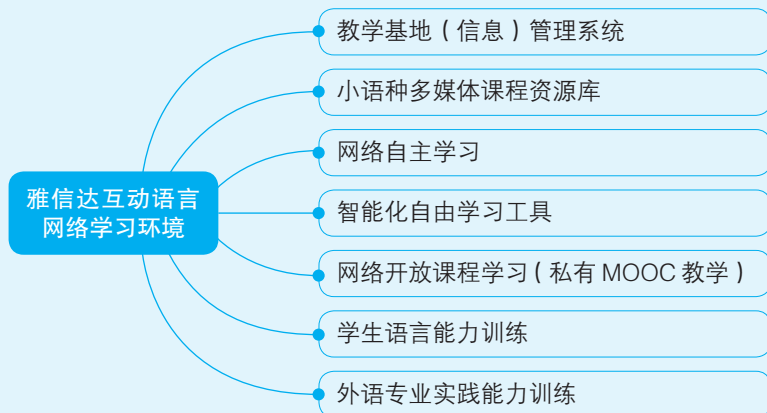 教学基地（信息）管理系统
小语种多媒体课程资源库
网络自主学习
雅信达互动语言
网络学习环境
智能化自由学习工具
网络开放课程学习（私有 MOOC 教学）
学生语言能力训练
外语专业实践能力训练